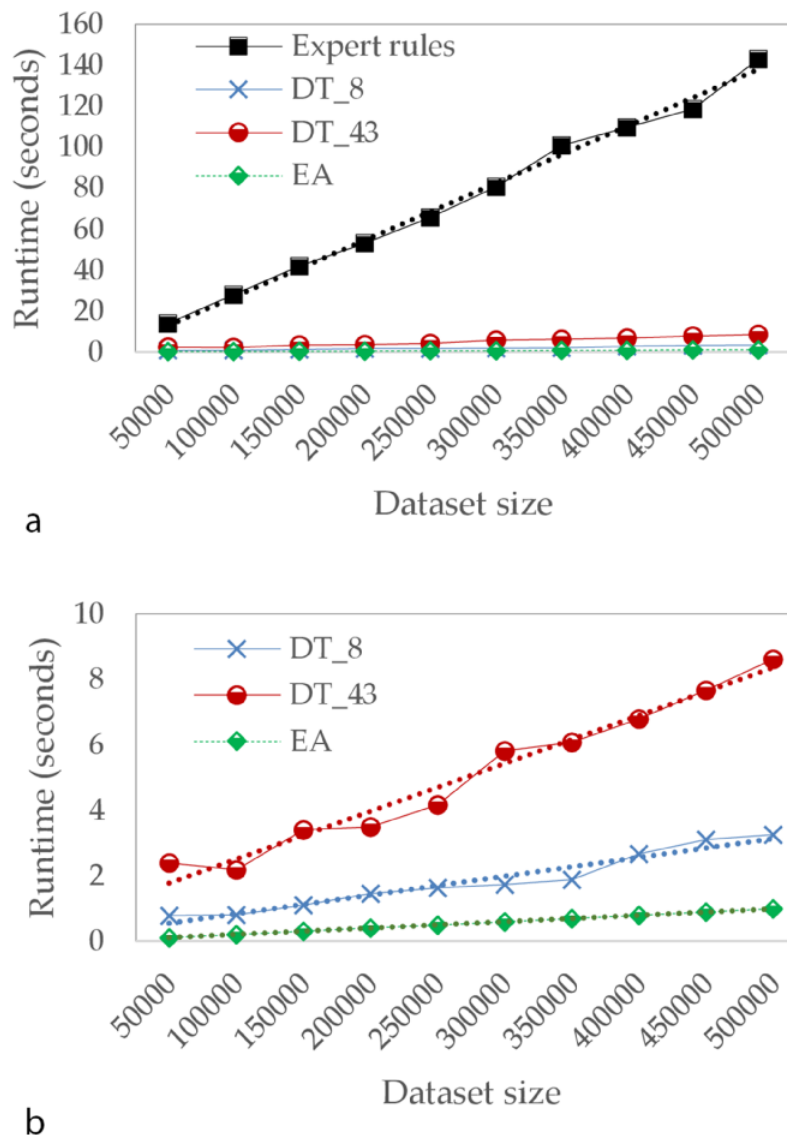 160
140
120
100
80
60
40
20
0
Runtime (seconds)
Expert rules
DT_8
DT_43
EA
50000
100000
150000
200000
250000
300000
350000
400000
450000
500000
Dataset size
a
10
8
6
4
2
0
Runtime (seconds)
DT_8
DT_43
EA
50000
100000
150000
200000
250000
300000
350000
400000
450000
500000
Dataset size
b